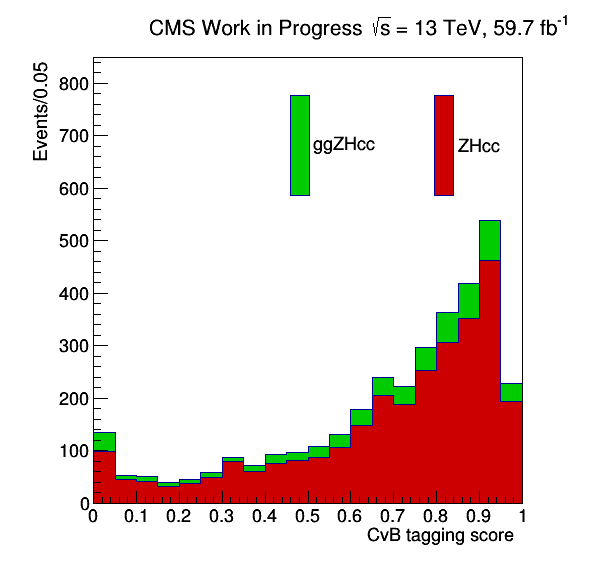 CMS Work in Progress √s = 13 TeV, 59.7 fb⁻¹
Events/0.05
800
700
600
500
400
300
200
100
0
ggZHcc
ZHcc
0 0.1 0.2 0.3 0.4 0.5 0.6 0.7 0.8 0.9 1
CvB tagging score